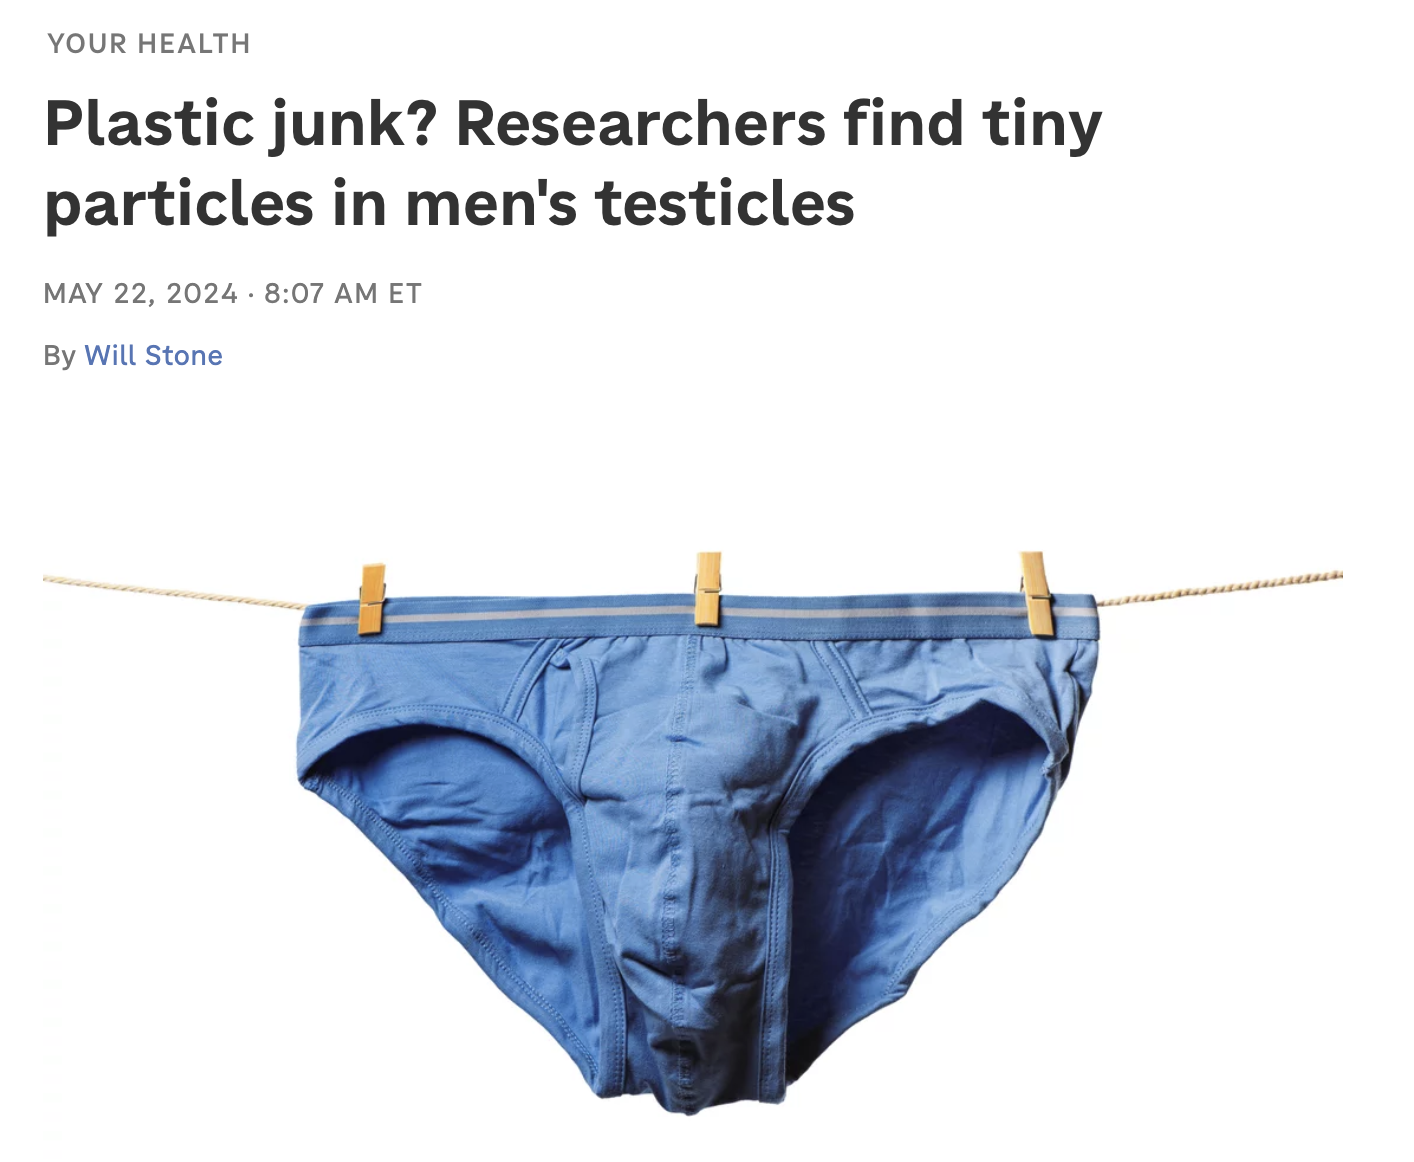 YOUR HEALTH
Plastic junk? Researchers find tiny
particles in men's testicles
MAY 22, 2024 · 8:07 AM ET
By Will Stone